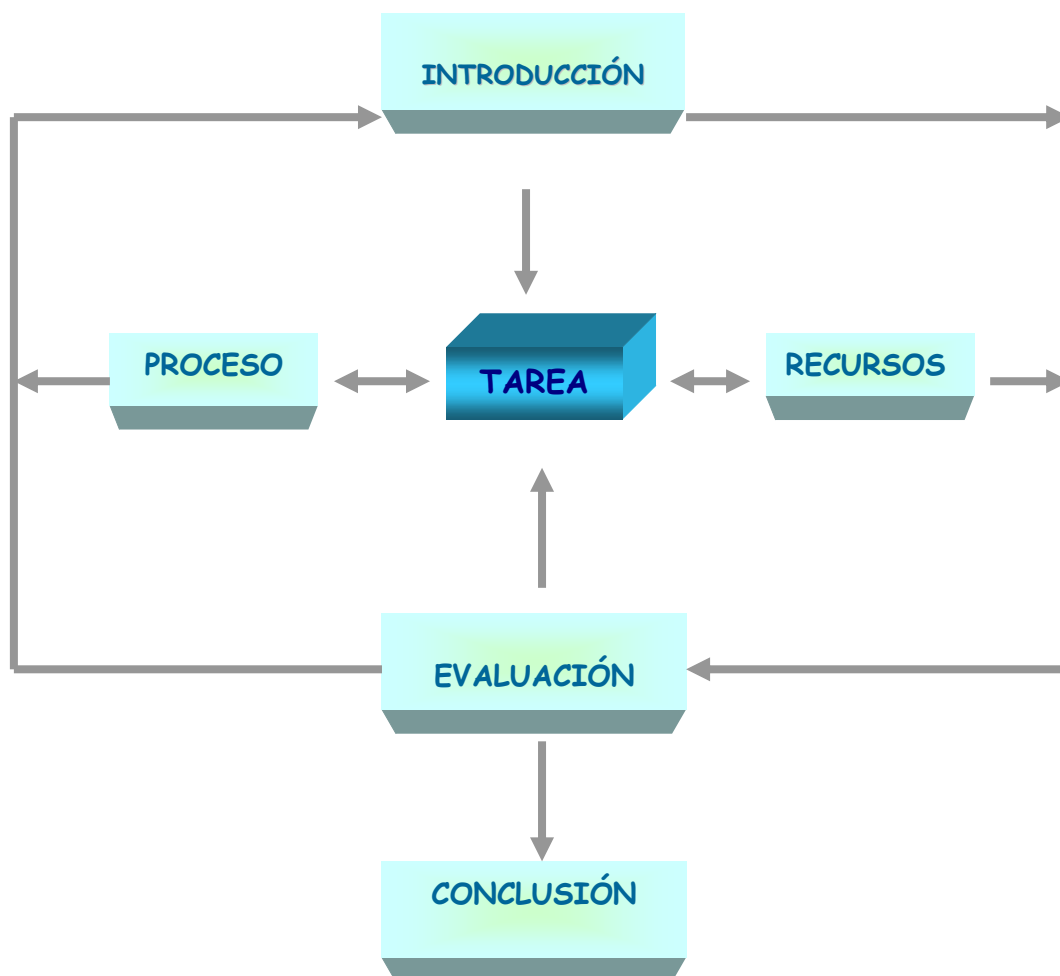 INTRODUCCIÓN
PROCESO
TAREA
RECURSOS
EVALUACIÓN
CONCLUSIÓN